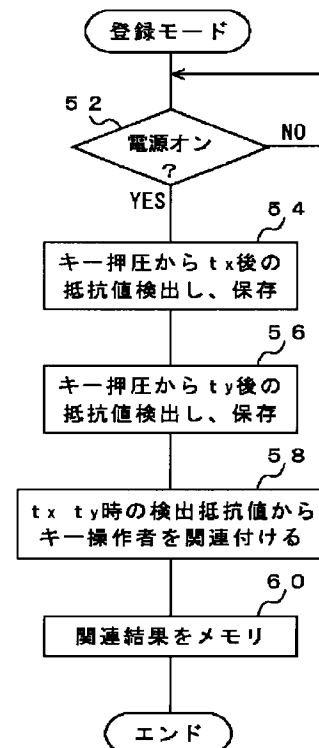 登録モード
52
電源オン
?
NO
YES
54
キー押圧からtx後の
抵抗値検出し、保存
56
キー押圧からty後の
抵抗値検出し、保存
58
tx ty時の検出抵抗値から
キー操作者を関連付ける
60
関連結果をメモリ
エンド